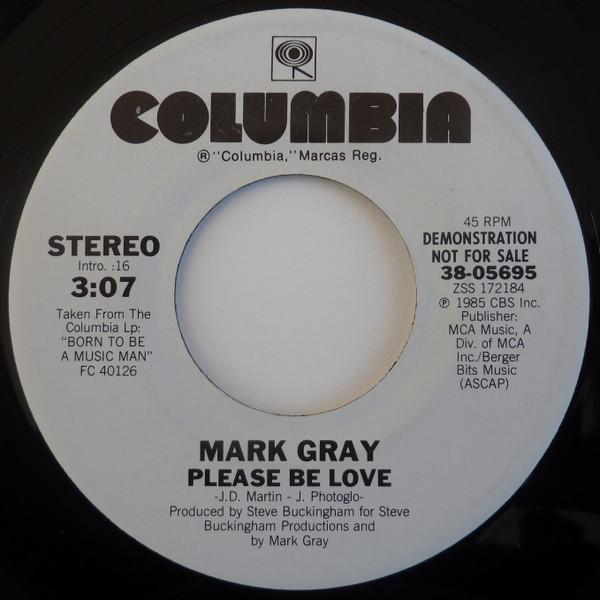 COLUMBIA
® "Columbia," Marcas Reg.
STEREO
Intro. :16
3:07
Taken From The
Columbia Lp:
"BORN TO BE
A MUSIC MAN"
FC 40126
45 RPM
DEMONSTRATION
NOT FOR SALE
38-05695
ZSS 172184
℗ 1985 CBS Inc.
Publisher:
MCA Music, A
Div. of MCA
Inc./Berger
Bits Music
(ASCAP)
MARK GRAY
PLEASE BE LOVE
-J.D. Martin - J. Photoglo-
Produced by Steve Buckingham for Steve
Buckingham Productions and
by Mark Gray